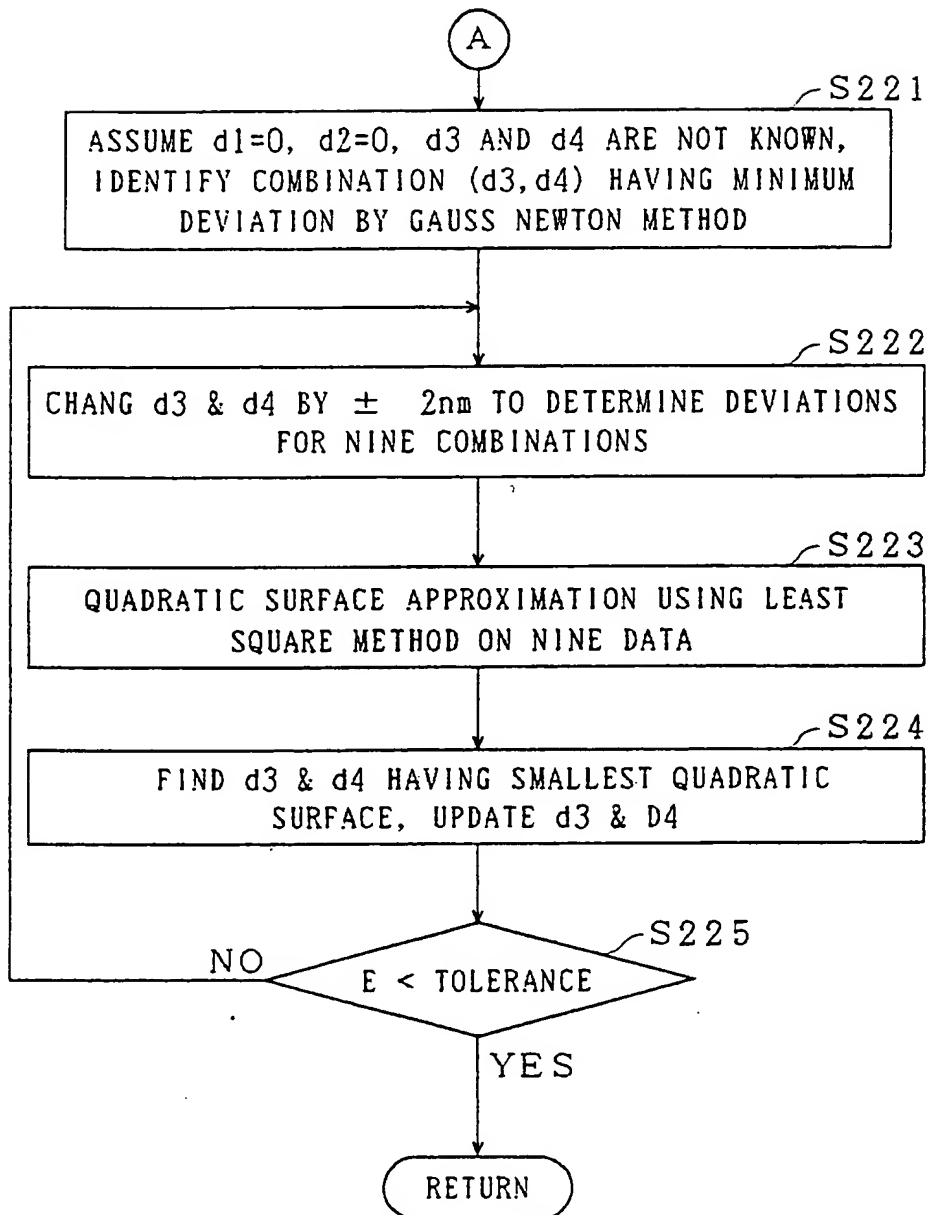 A
S221
ASSUME d1=0, d2=0, d3 AND d4 ARE NOT KNOWN,
IDENTIFY COMBINATION (d3,d4) HAVING MINIMUM
DEVIATION BY GAUSS NEWTON METHOD
S222
CHANG d3 & d4 BY ± 2nm TO DETERMINE DEVIATIONS
FOR NINE COMBINATIONS
S223
QUADRATIC SURFACE APPROXIMATION USING LEAST
SQUARE METHOD ON NINE DATA
S224
FIND d3 & d4 HAVING SMALLEST QUADRATIC
SURFACE, UPDATE d3 & D4
S225
NO
E < TOLERANCE
YES
RETURN